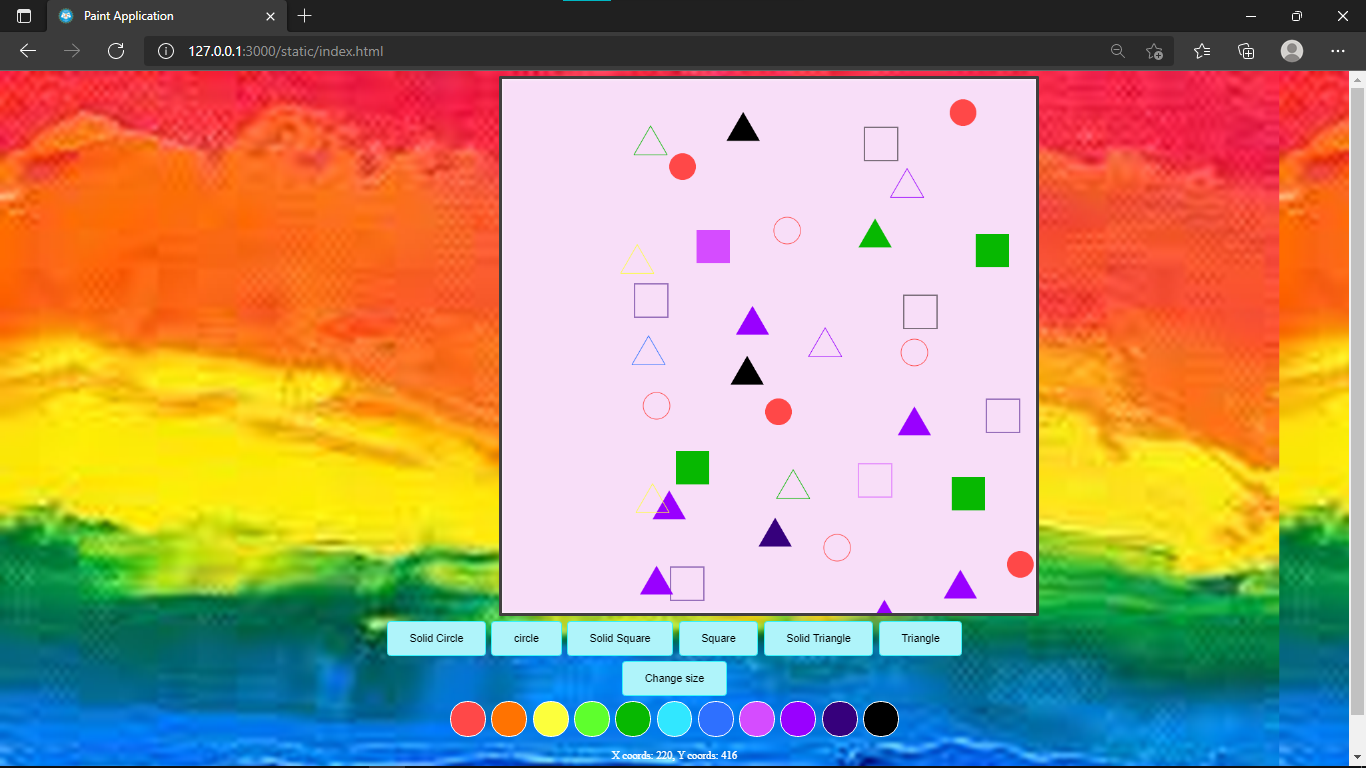 Paint Application
127.0.0.1:3000/static/index.html
Solid Circle circle Solid Square Square Solid Triangle Triangle
Change size
X coords: 220, Y coords: 416